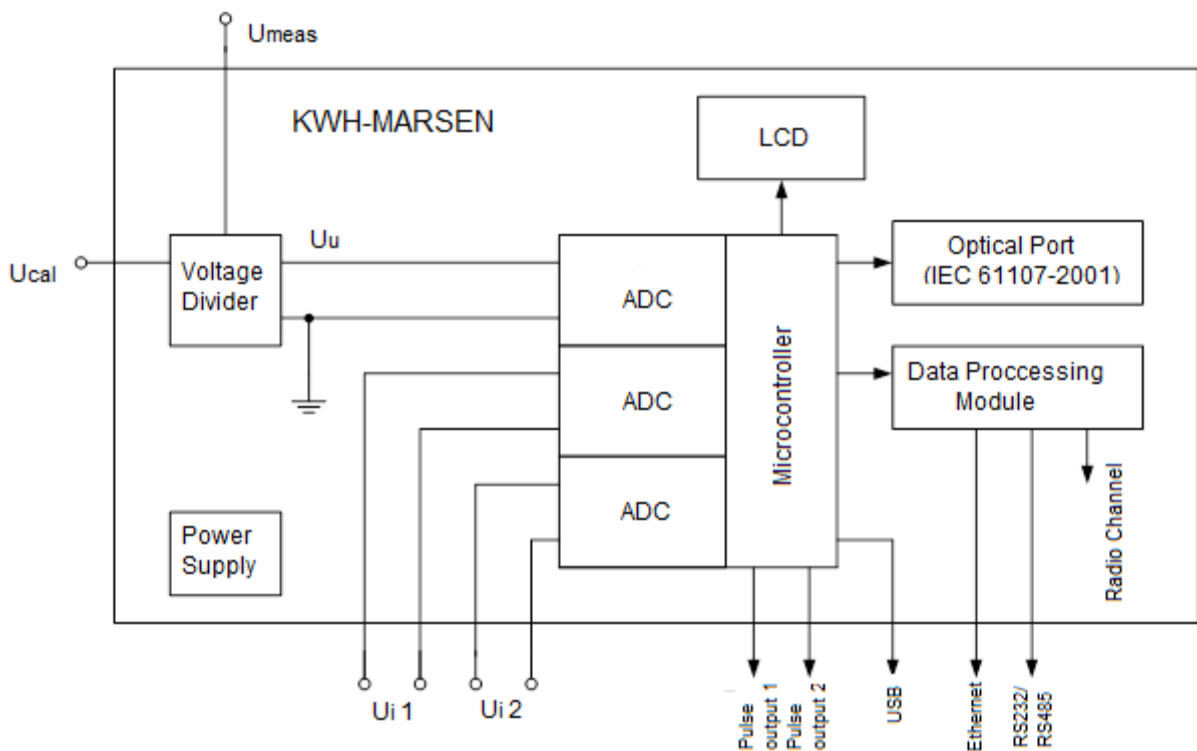 Umeas
KWH-MARSEN
LCD
Ucal
Voltage
Divider
Uu
ADC
ADC
ADC
Microcontroller
Optical Port
(IEC 61107-2001)
Data Proccessing
Module
Power
Supply
Radio Channel
Ui 1
Ui 2
Pulse
output 1
Pulse
output 2
USB
Ethernet
RS232/
RS485